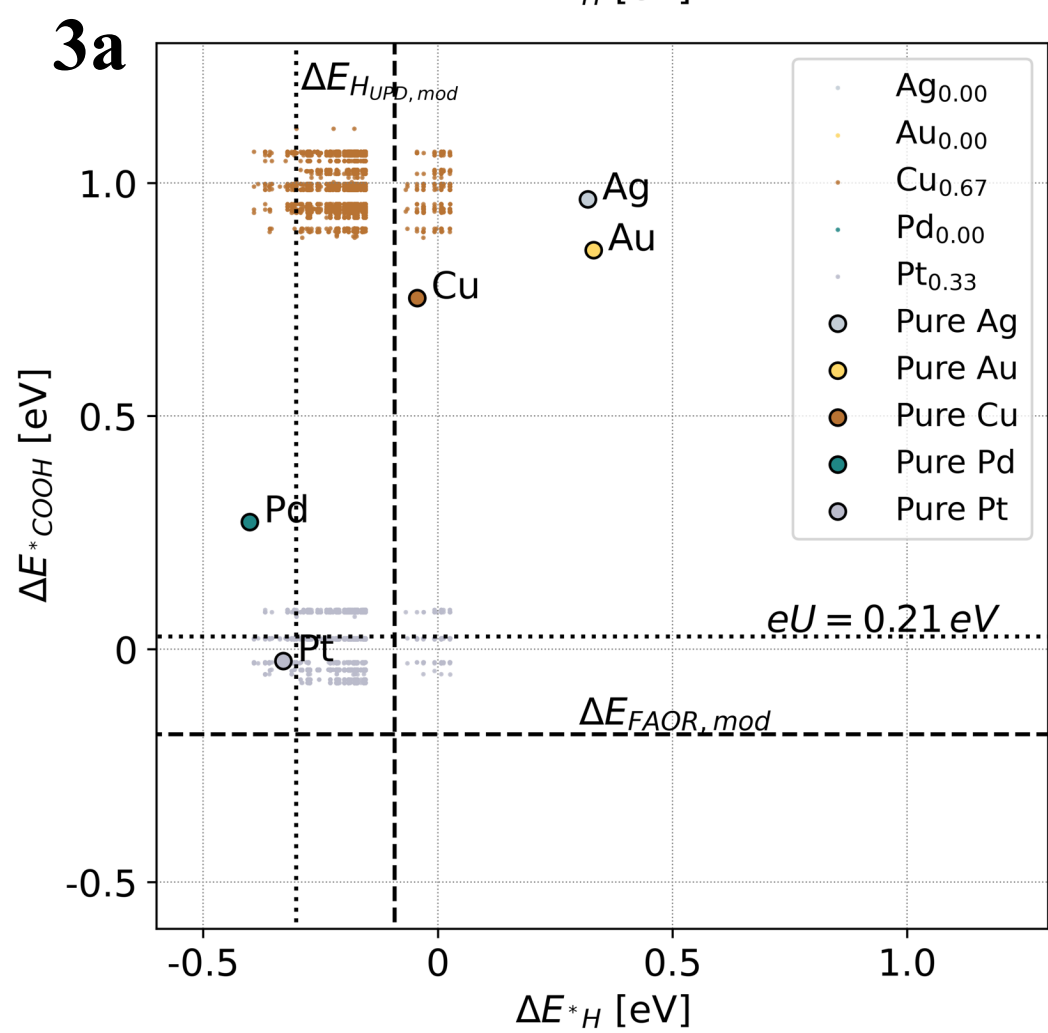 H [eV]
3a
ΔE_{H_{UPD, mod}}
Ag_{0.00}
Au_{0.00}
Cu_{0.67}
Pd_{0.00}
Pt_{0.33}
Pure Ag
Pure Au
Pure Cu
Pure Pd
Pure Pt
Ag
Au
Cu
Pd
Pt
eU = 0.21 eV
ΔE_{FAOR, mod}
1.0
0.5
0
-0.5
ΔE_{*COOH} [eV]
-0.5
0
0.5
1.0
ΔE_{*H} [eV]